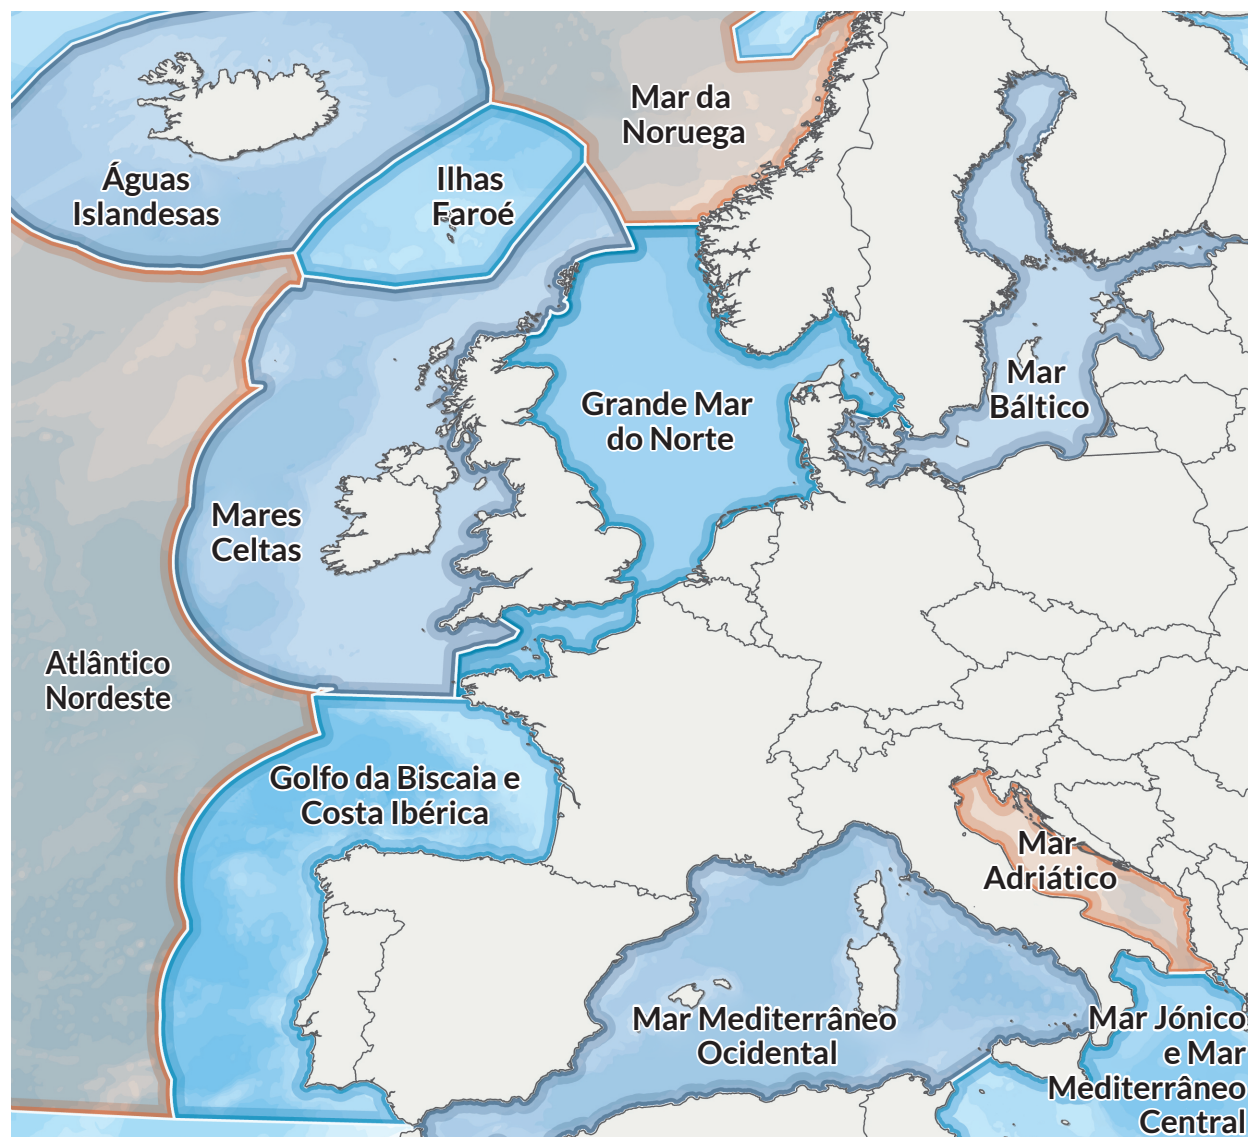 Mar da
Noruega
Águas
Islandesas
Ilhas
Faroé
Mar
Báltico
Grande Mar
do Norte
Mares
Celtas
Atlântico
Nordeste
Golfo da Biscaia e
Costa Ibérica
Mar
Adriático
Mar Mediterrâneo
Ocidental
Mar Jónico
e Mar
Mediterrâneo
Central